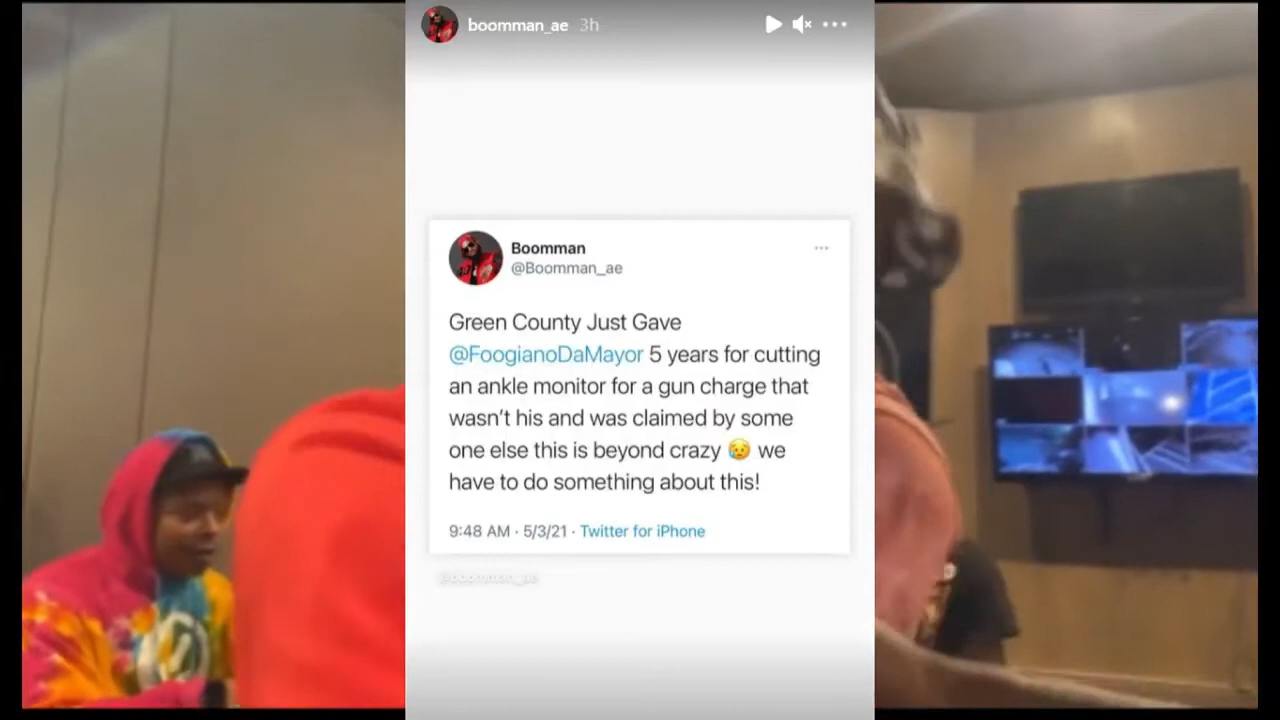 boomman_ae 3h
Boomman
@Boomman_ae
Green County Just Gave
@FoogianoDaMayor 5 years for cutting
an ankle monitor for a gun charge that
wasn't his and was claimed by some
one else this is beyond crazy 😥 we
have to do something about this!
9:48 AM · 5/3/21 · Twitter for iPhone
@boomman_ae